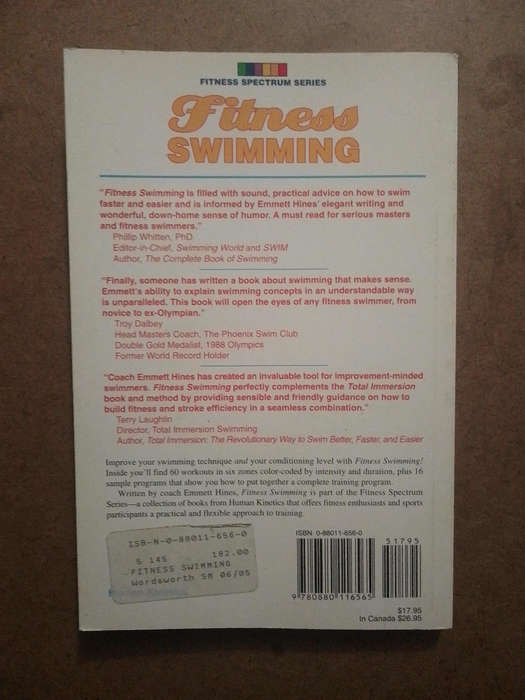 FITNESS SPECTRUM SERIES
Fitness
SWIMMING
"Fitness Swimming is filled with sound, practical advice on how to swim
faster and easier and is informed by Emmett Hines' elegant writing and
wonderful, down-home sense of humor. A must read for serious masters
and fitness swimmers."
Phillip Whitten, PhD
Editor-in-Chief, Swimming World and SWIM
Author, The Complete Book of Swimming
"Finally, someone has written a book about swimming that makes sense.
Emmett's ability to explain swimming concepts in an understandable way
is unparalleled. This book will open the eyes of any fitness swimmer, from
novice to ex-Olympian."
Troy Dalbey
Head Masters Coach, The Phoenix Swim Club
Double Gold Medalist, 1988 Olympics
Former World Record Holder
"Coach Emmett Hines has created an invaluable tool for improvement-minded
swimmers. Fitness Swimming perfectly complements the Total Immersion
book and method by providing sensible and friendly guidance on how to
build fitness and stroke efficiency in a seamless combination."
Terry Laughlin
Director, Total Immersion Swimming
Author, Total Immersion: The Revolutionary Way to Swim Better, Faster, and Easier
Improve your swimming technique and your conditioning level with Fitness Swimming!
Inside you'll find 60 workouts in six zones color-coded by intensity and duration, plus 16
sample programs that show you how to put together a complete training program.
Written by coach Emmett Hines, Fitness Swimming is part of the Fitness Spectrum
Series—a collection of books from Human Kinetics that offers fitness enthusiasts and sports
participants a practical and flexible approach to training.
ISB-N-0-88011-656-0
S 145 182.00
FITNESS SWIMMING
Wordsworth SM 06/05
ISBN 0-88011-656-0
51795
9 780880 116565
$17.95
In Canada $26.95